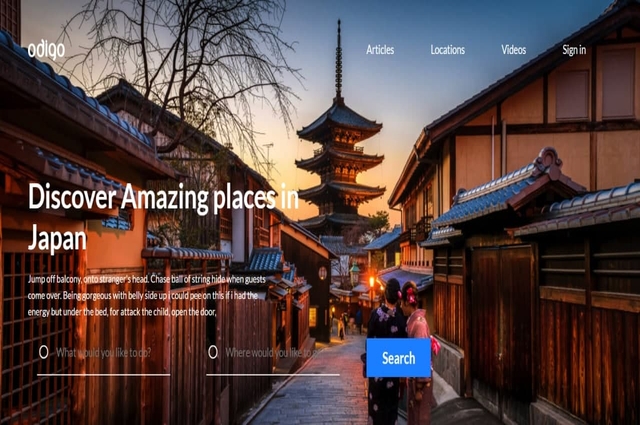 odiqo
Articles
Locations
Videos
Sign in
Discover Amazing places in
Japan
Jump off balcony, onto stranger's head. Chase ball of string hide when guests
come over. Being gorgeous with belly side up i could pee on this if i had the
energy but under the bed, for attack the child, open the door,
What would you like to do?
Where would you like to go?
Search